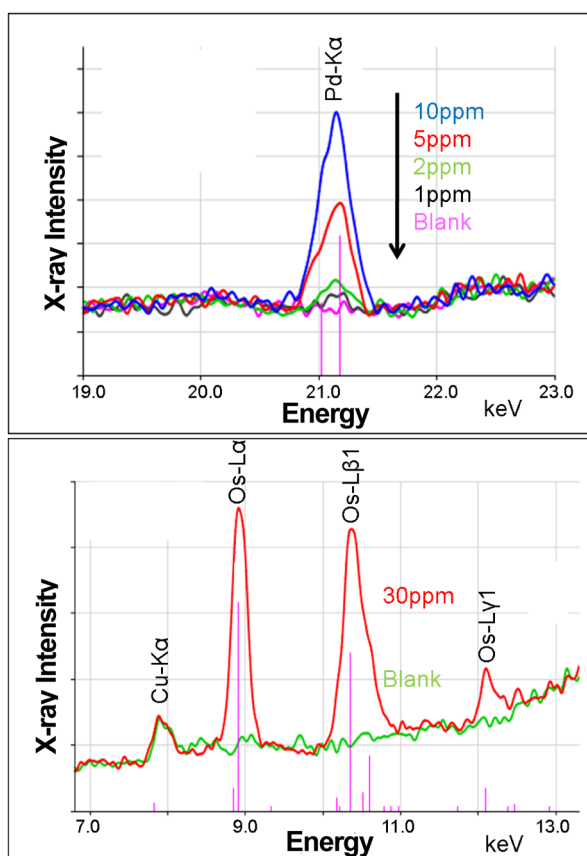 Pd-Kα
10ppm
5ppm
2ppm
1ppm
Blank
X-ray Intensity
19.0 20.0 21.0 22.0 23.0
Energy keV
Os-Lα
Os-Lβ1
30ppm
Os-Lγ1
Cu-Kα
Blank
X-ray Intensity
7.0 9.0 11.0 13.0
Energy keV